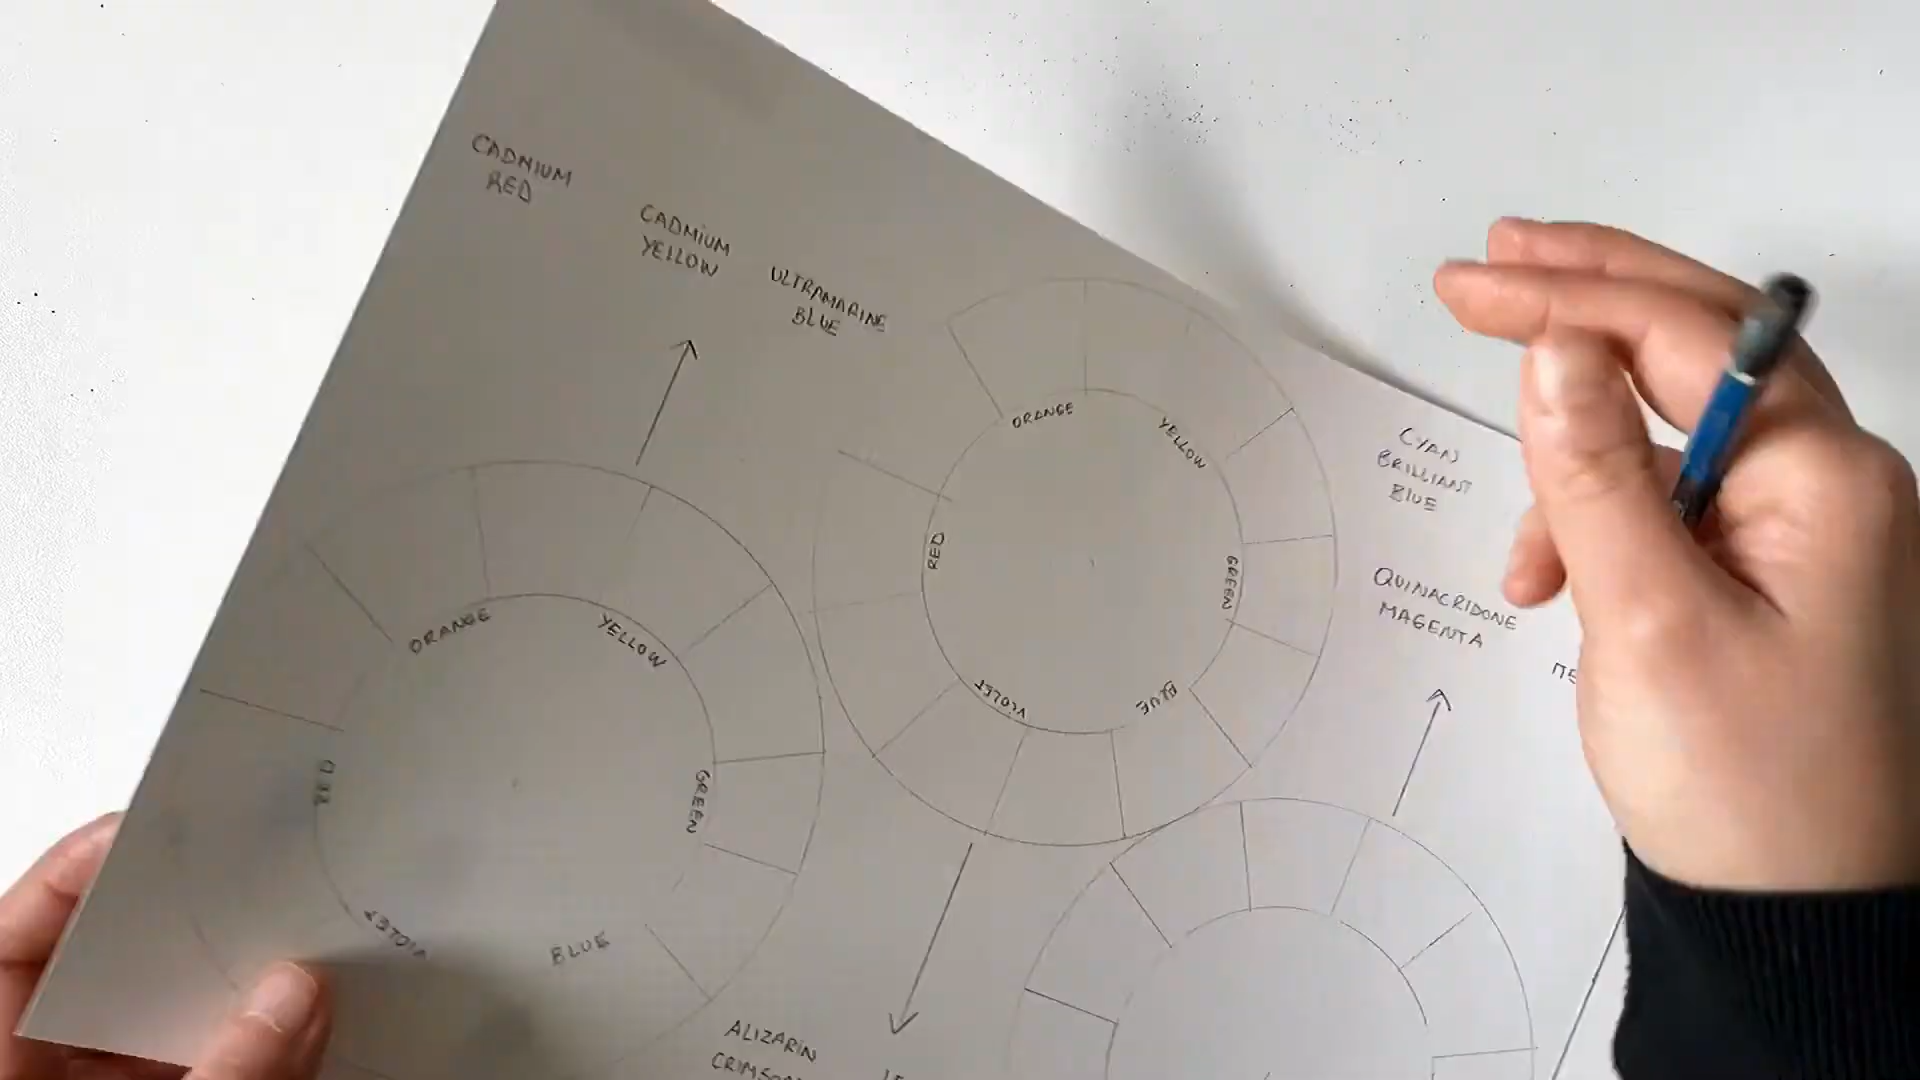 CADMIUM
RED
CADMIUM
YELLOW
ULTRAMARINE
BLUE
ORANGE
YELLOW
GREEN
BLUE
VIOLET
RED
CYAN
BRILLIANT
BLUE
QUINACRIDONE
MAGENTA
ORANGE
YELLOW
GREEN
BLUE
VIOLET
RED
ALIZARIN